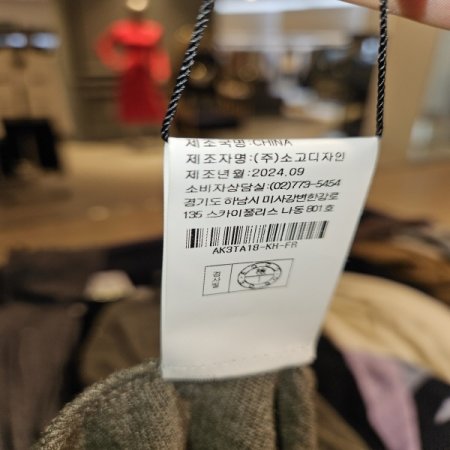 제조국명:CHINA
제조자명:(주)소고디자인
제조년월:2024.09
소비자상담실(02)773-5454
경기도 하남시 미사강변한강로
135 스카이폴리스 나동 801호
AK3TA18-KH-FR
검사필